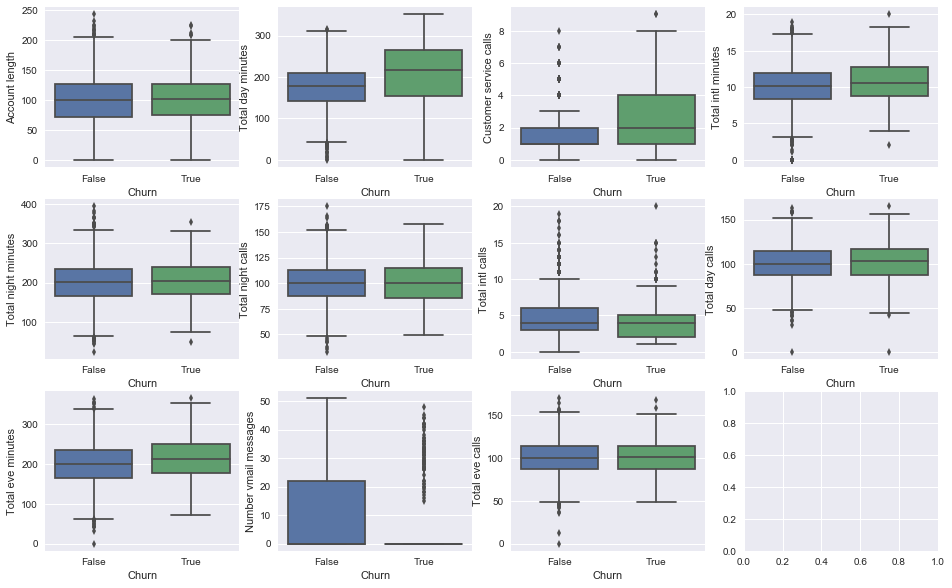 Account length
250
200
150
100
50
0
False True
Churn
Total day minutes
300
200
100
0
False True
Churn
Customer service calls
8
6
4
2
0
False True
Churn
Total intl minutes
20
15
10
5
0
False True
Churn
Total night minutes
400
300
200
100
False True
Churn
Total night calls
175
150
125
100
75
50
False True
Churn
Total intl calls
20
15
10
5
0
False True
Churn
Total day calls
150
100
50
0
False True
Churn
Total eve minutes
300
200
100
0
False True
Churn
Number vmail messages
50
40
30
20
10
0
False True
Churn
Total eve calls
150
100
50
0
False True
Churn
1.0
0.8
0.6
0.4
0.2
0.0
0.0 0.2 0.4 0.6 0.8 1.0